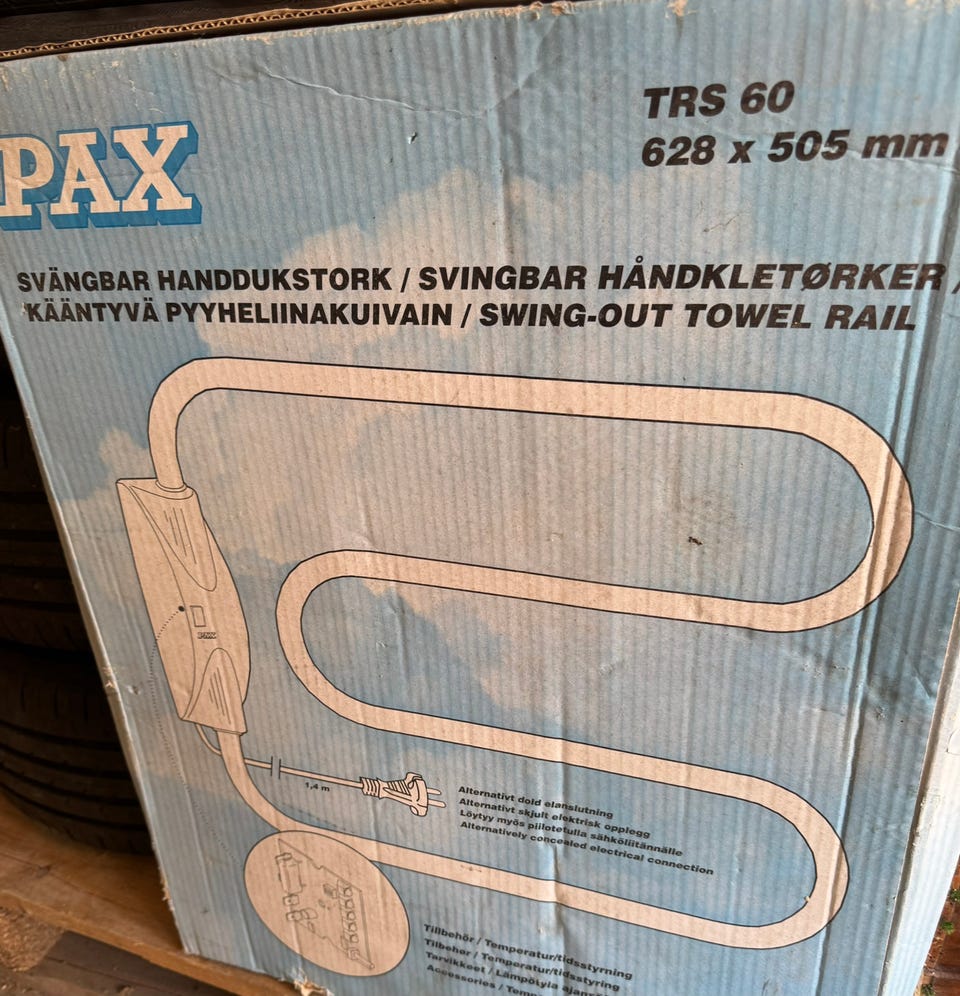 PAX
TRS 60
628 x 505 mm
SVÄNGBAR HANDDUKSTORK / SVINGBAR HÅNDKLETØRKER /
KÄÄNTYVÄ PYYHELIINAKUIVAIN / SWING-OUT TOWEL RAIL
PAX
1,4 m
Alternativt dold elanslutning
Alternativt skjult elektrisk opplegg
Löytyy myös piilotetulla sähköliitännälle
Alternatively concealed electrical connection
Tillbehör / Temperatur/tidsstyrning
Tilbehør / Temperatur/tidsstyring
Tarvikkeet / Lämpötyla
Accessories /